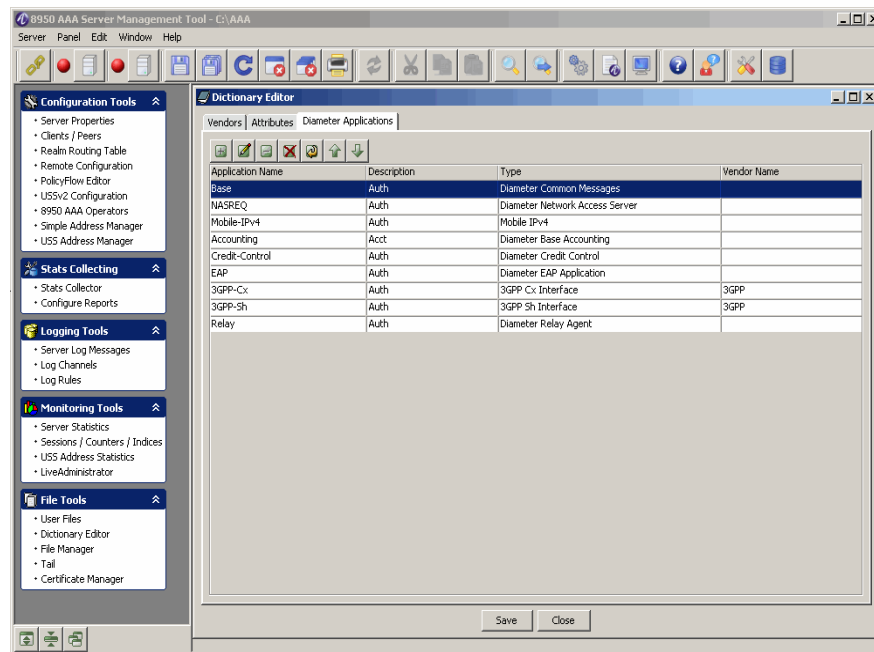 8950 AAA Server Management Tool - C:\AAA
Server Panel Edit Window Help
Configuration Tools
Server Properties
Clients / Peers
Realm Routing Table
Remote Configuration
PolicyFlow Editor
USSv2 Configuration
8950 AAA Operators
Simple Address Manager
USS Address Manager
Stats Collecting
Stats Collector
Configure Reports
Logging Tools
Server Log Messages
Log Channels
Log Rules
Monitoring Tools
Server Statistics
Sessions / Counters / Indices
USS Address Statistics
LiveAdministrator
File Tools
User Files
Dictionary Editor
File Manager
Tail
Certificate Manager
Dictionary Editor
Vendors Attributes Diameter Applications
Application Name Description Type Vendor Name
Base Auth Diameter Common Messages
NASREQ Auth Diameter Network Access Server
Mobile-IPv4 Auth Mobile IPv4
Accounting Acct Diameter Base Accounting
Credit-Control Auth Diameter Credit Control
EAP Auth Diameter EAP Application
3GPP-Cx Auth 3GPP Cx Interface 3GPP
3GPP-Sh Auth 3GPP Sh Interface 3GPP
Relay Auth Diameter Relay Agent
Save Close